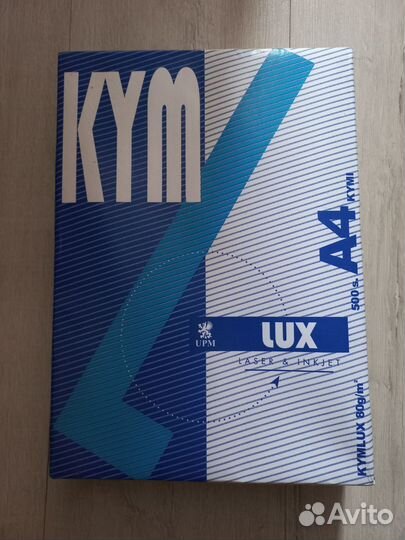 KYM
LUX
UPM
LASER & INKJET
500 s. A4 KYMI
KYMLUX 80g/m²
Avito